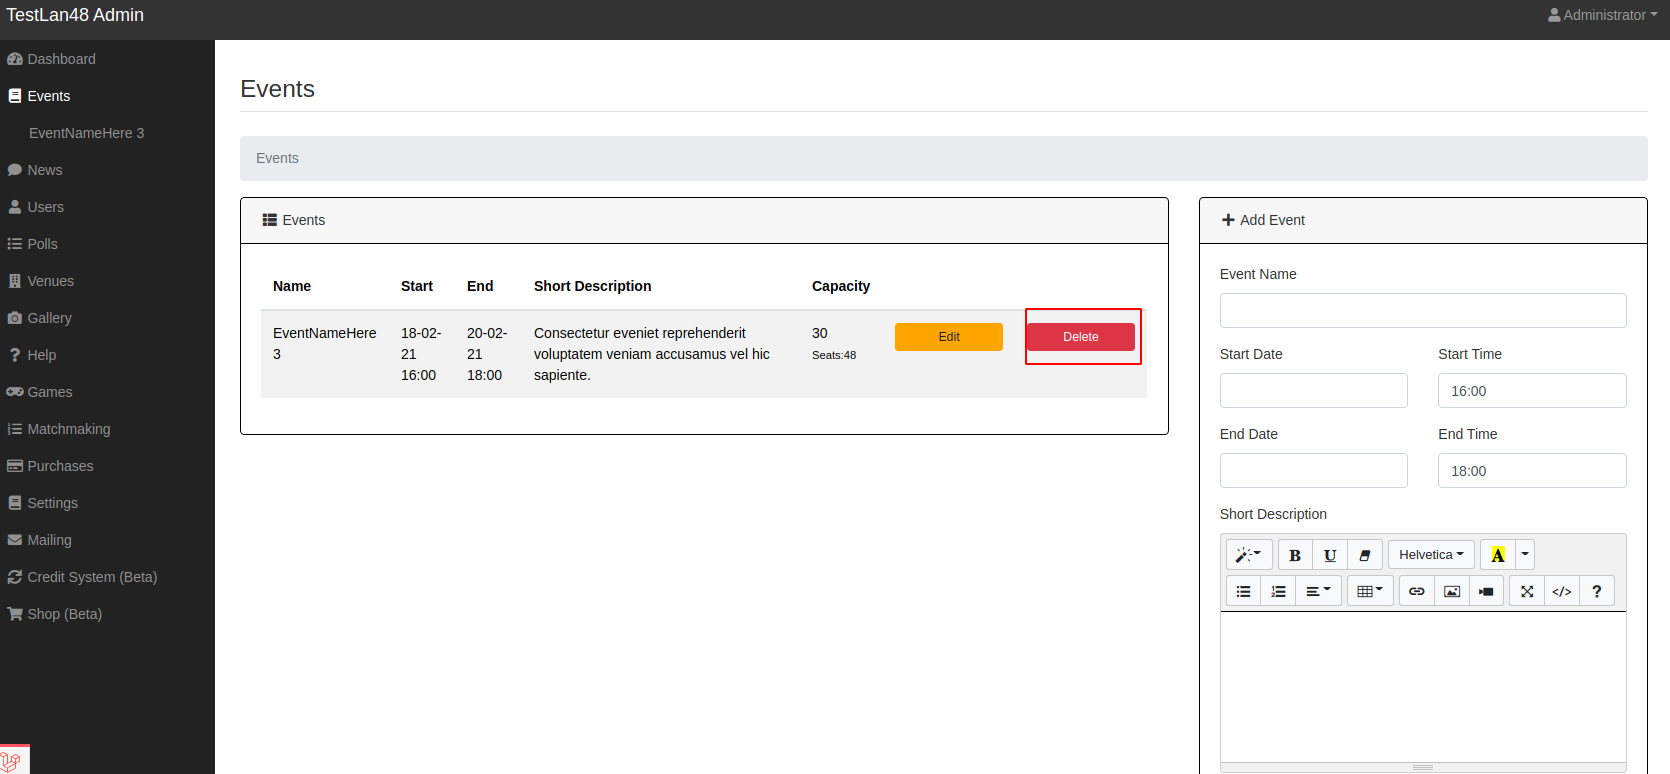 TestLan48 Admin
Administrator
Dashboard
Events
EventNameHere 3
News
Users
Polls
Venues
Gallery
Help
Games
Matchmaking
Purchases
Settings
Mailing
Credit System (Beta)
Shop (Beta)
Events
Events
Events
Name Start End Short Description Capacity
EventNameHere 18-02- 20-02- Consectetur eveniet reprehenderit 30 Edit Delete
3 21 21 voluptatem veniam accusamus vel hic Seats:48
16:00 18:00 sapiente.
Add Event
Event Name
Start Date Start Time
16:00
End Date End Time
18:00
Short Description
B U Helvetica A
</> ?